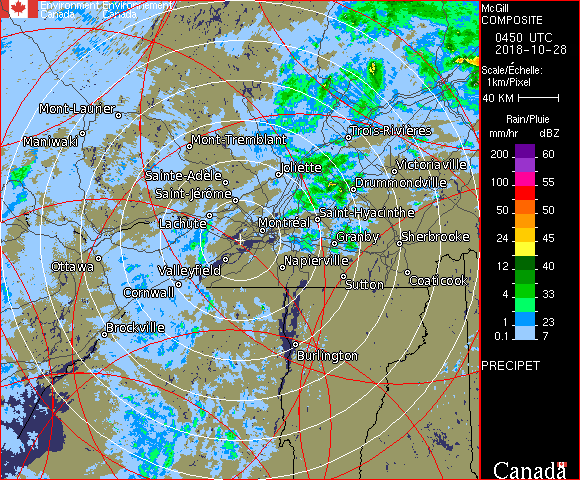 Environment Environnement
Canada Canada
McGill
COMPOSITE
0450 UTC
2018-10-28
Scale/Échelle:
1km/Pixel
40 KM
Rain/Pluie
mm/hr dBZ
200 60
100 55
50 50
24 45
12 40
4 33
1 23
0.1 7
PRECIPET
Canada
Mont-Laurier
Maniwaki
Mont-Tremblant
Trois-Rivières
Joliette
Victoriaville
Sainte-Adèle
Drummondville
Saint-Jérôme
Saint-Hyacinthe
Lachute
Montréal
Granby
Sherbrooke
Ottawa
Valleyfield
Napierville
Cornwall
Sutton
Coaticook
Brockville
Burlington